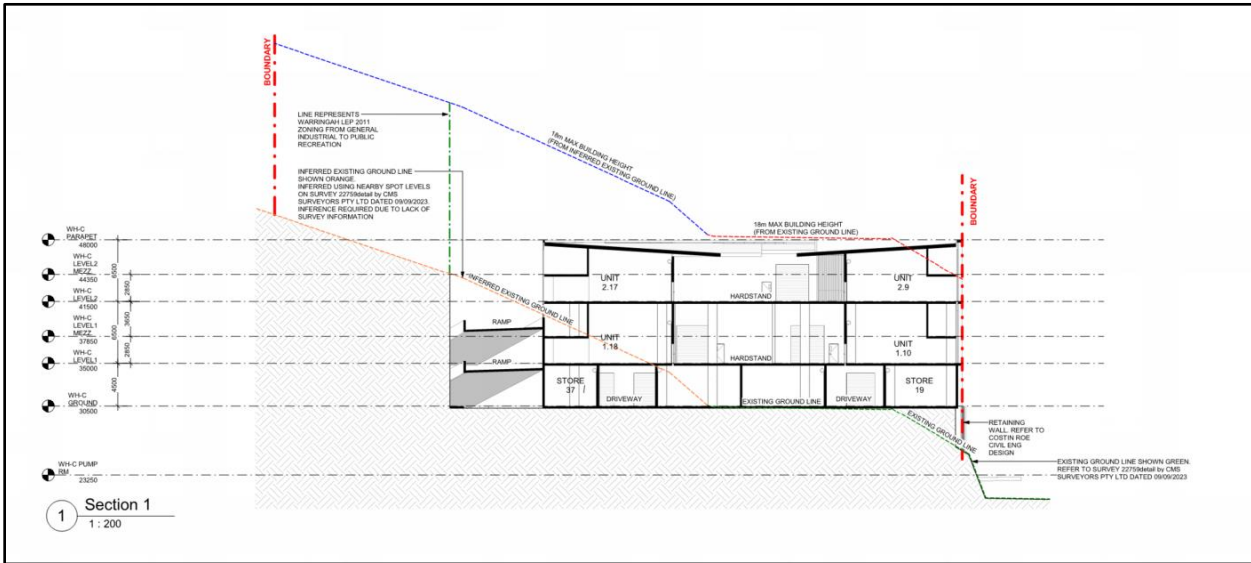 BOUNDARY
LINE REPRESENTS
WARRINGAH LEP 2011
ZONING FROM GENERAL
INDUSTRIAL TO PUBLIC
RECREATION
INFERRED EXISTING GROUND LINE
SHOWN ORANGE.
INFERRED USING NEARBY SPOT LEVELS
ON SURVEY 22759detail by CMS
SURVEYORS PTY LTD DATED 09/09/2023.
INFERENCE REQUIRED DUE TO LACK OF
SURVEY INFORMATION
18m MAX BUILDING HEIGHT
(FROM INFERRED EXISTING GROUND LINE)
18m MAX BUILDING HEIGHT
(FROM EXISTING GROUND LINE)
BOUNDARY
WH-C
PARAPET
48000
WH-C
LEVEL2
MEZZ
44350
WH-C
LEVEL2
41500
WH-C
LEVEL1
MEZZ
37850
WH-C
LEVEL1
35000
WH-C
GROUND
30500
WH-C PUMP
RM
23250
6500
2850
3650
6500
2850
4500
INFERRED EXISTING GROUND LINE
UNIT
2.17
HARDSTAND
UNIT
2.9
RAMP
UNIT
1.18
HARDSTAND
UNIT
1.10
RAMP
STORE
37
DRIVEWAY
EXISTING GROUND LINE
DRIVEWAY
STORE
19
EXISTING GROUND LINE
RETAINING
WALL. REFER TO
COSTIN ROE
CIVIL ENG
DESIGN
EXISTING GROUND LINE SHOWN GREEN.
REFER TO SURVEY 22759detail by CMS
SURVEYORS PTY LTD DATED 09/09/2023
1
Section 1
1 : 200